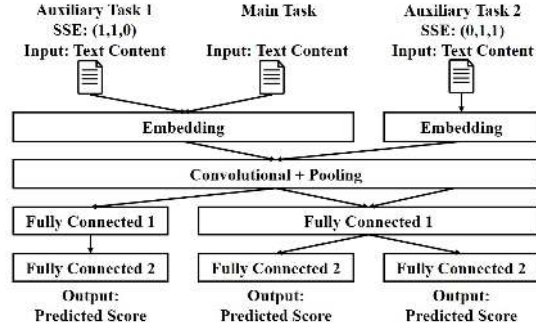 Auxiliary Task 1
SSE: (1,1,0)
Input: Text Content
Main Task
Input: Text Content
Auxiliary Task 2
SSE: (0,1,1)
Input: Text Content
Embedding
Embedding
Convolutional + Pooling
Fully Connected 1
Fully Connected 1
Fully Connected 2
Fully Connected 2
Fully Connected 2
Output:
Predicted Score
Output:
Predicted Score
Output:
Predicted Score